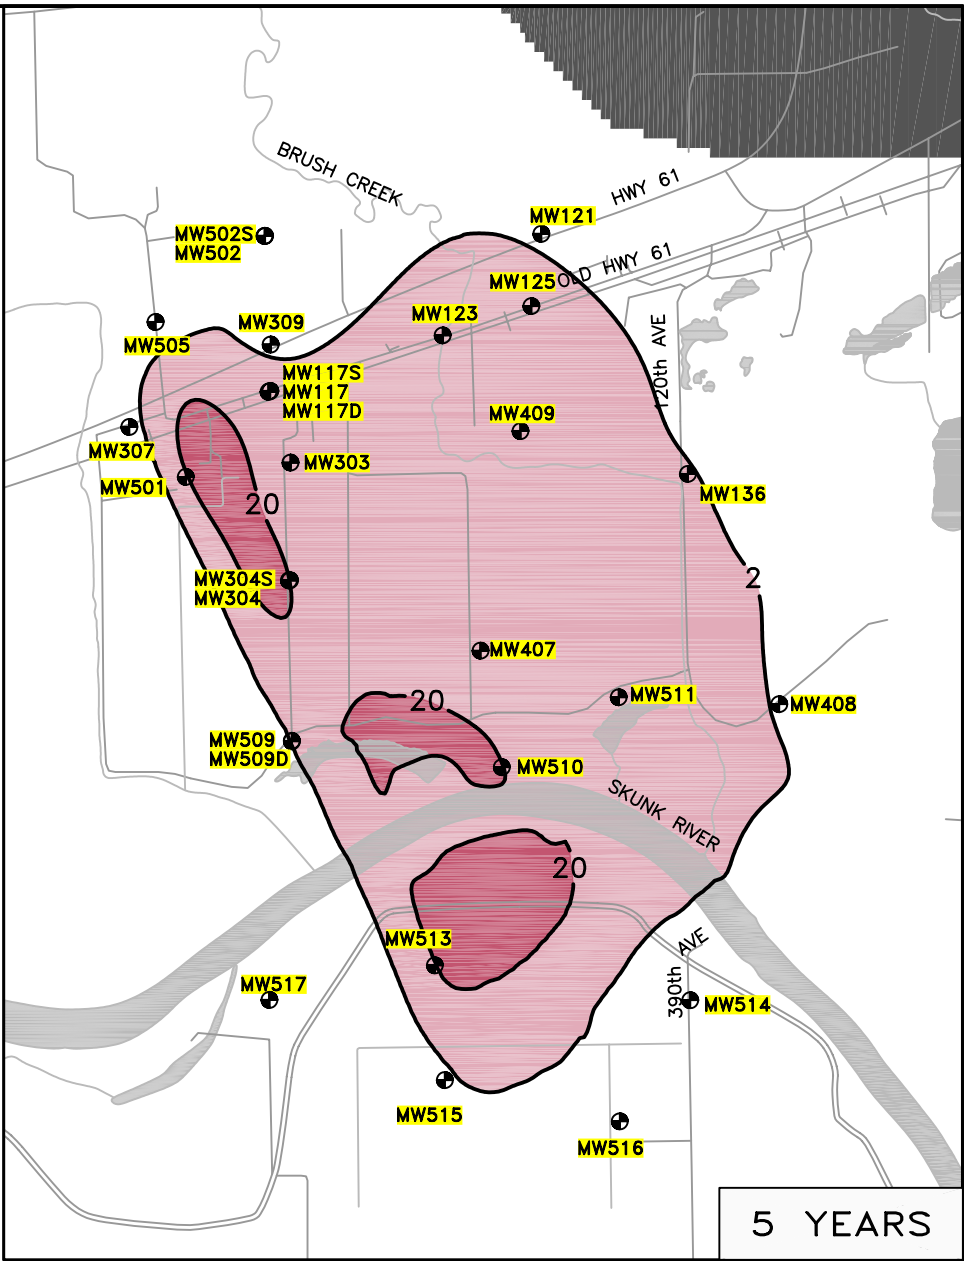 BRUSH CREEK
HWY 61
MW121
MW502S
MW502
OLD HWY 61
MW125
MW123
MW309
MW505
120th AVE
MW117S
MW117
MW117D
MW409
MW307
MW303
MW501
MW136
20
MW304S
MW304
2
MW407
MW511
20
MW408
MW509
MW509D
MW510
SKUNK RIVER
20
MW513
390th AVE
MW517
MW514
MW515
MW516
5 YEARS